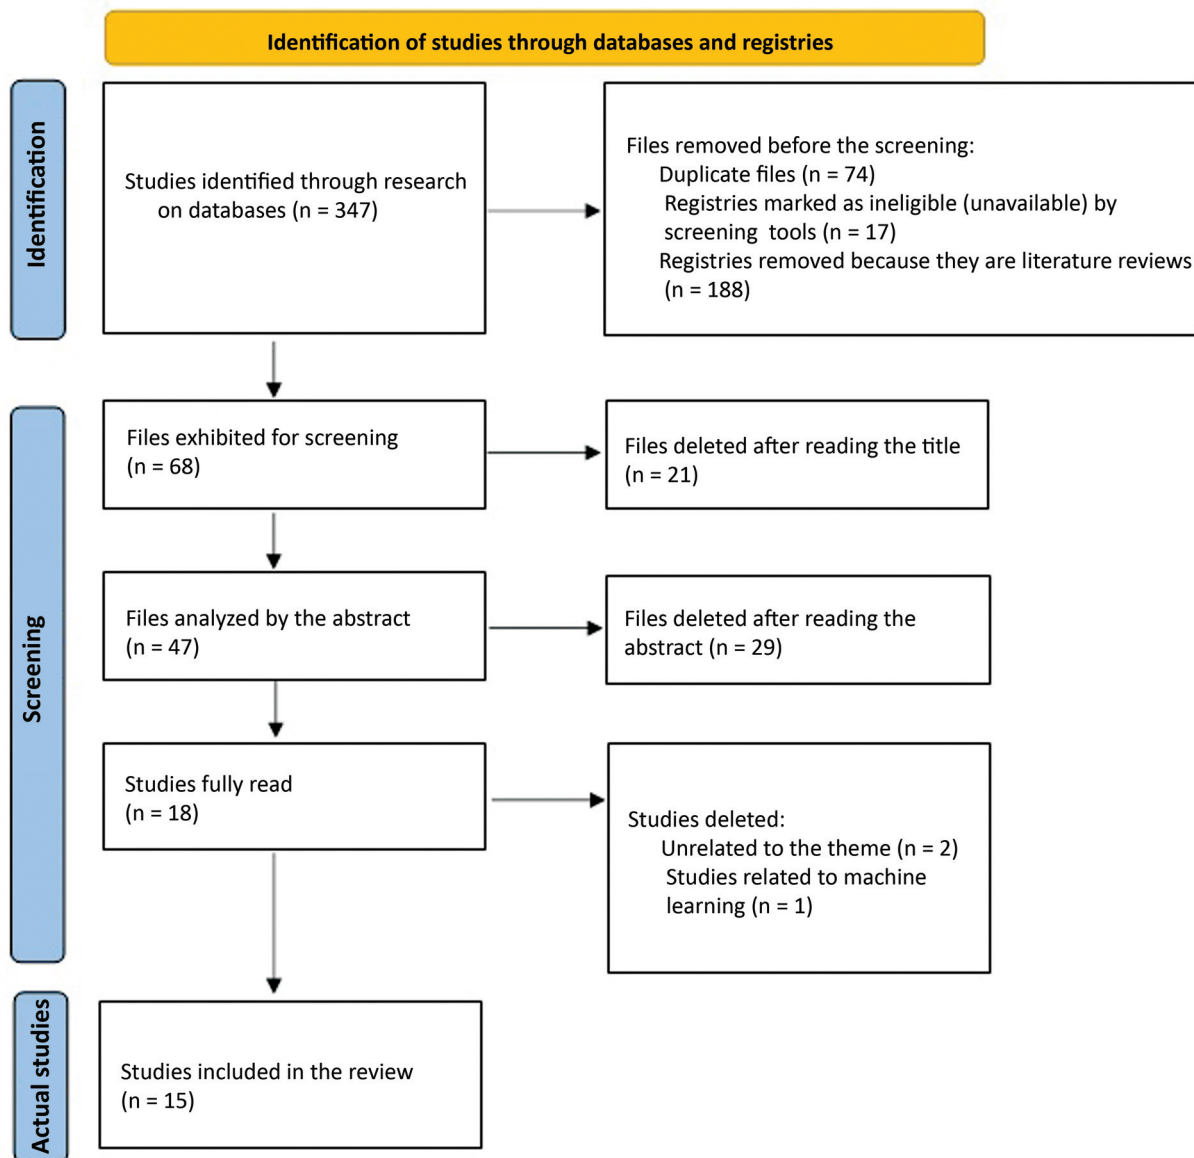 Identification of studies through databases and registries
Identification
Studies identified through research
on databases (n = 347)
Files removed before the screening:
Duplicate files (n = 74)
Registries marked as ineligible (unavailable) by
screening tools (n = 17)
Registries removed because they are literature reviews
(n = 188)
Screening
Files exhibited for screening
(n = 68)
Files deleted after reading the title
(n = 21)
Files analyzed by the abstract
(n = 47)
Files deleted after reading the
abstract (n = 29)
Studies fully read
(n = 18)
Studies deleted:
Unrelated to the theme (n = 2)
Studies related to machine
learning (n = 1)
Actual studies
Studies included in the review
(n = 15)